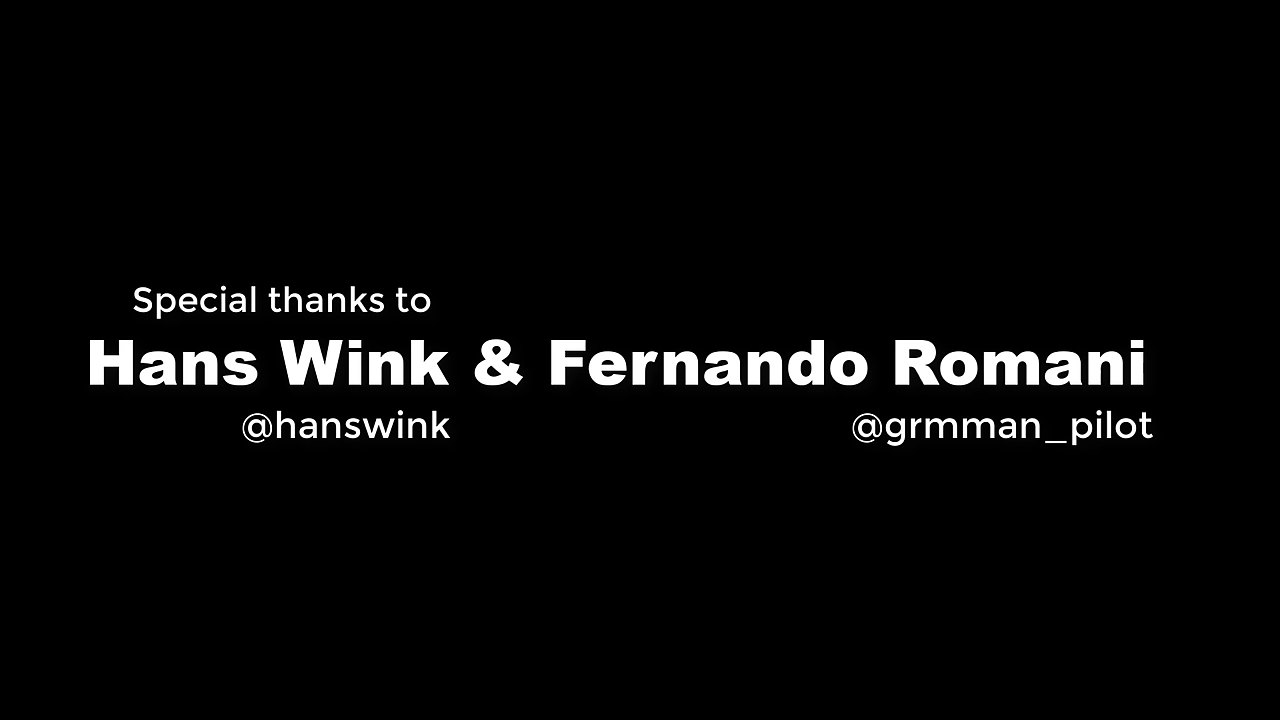 Special thanks to
Hans Wink & Fernando Romani
@hanswink @grmman_pilot